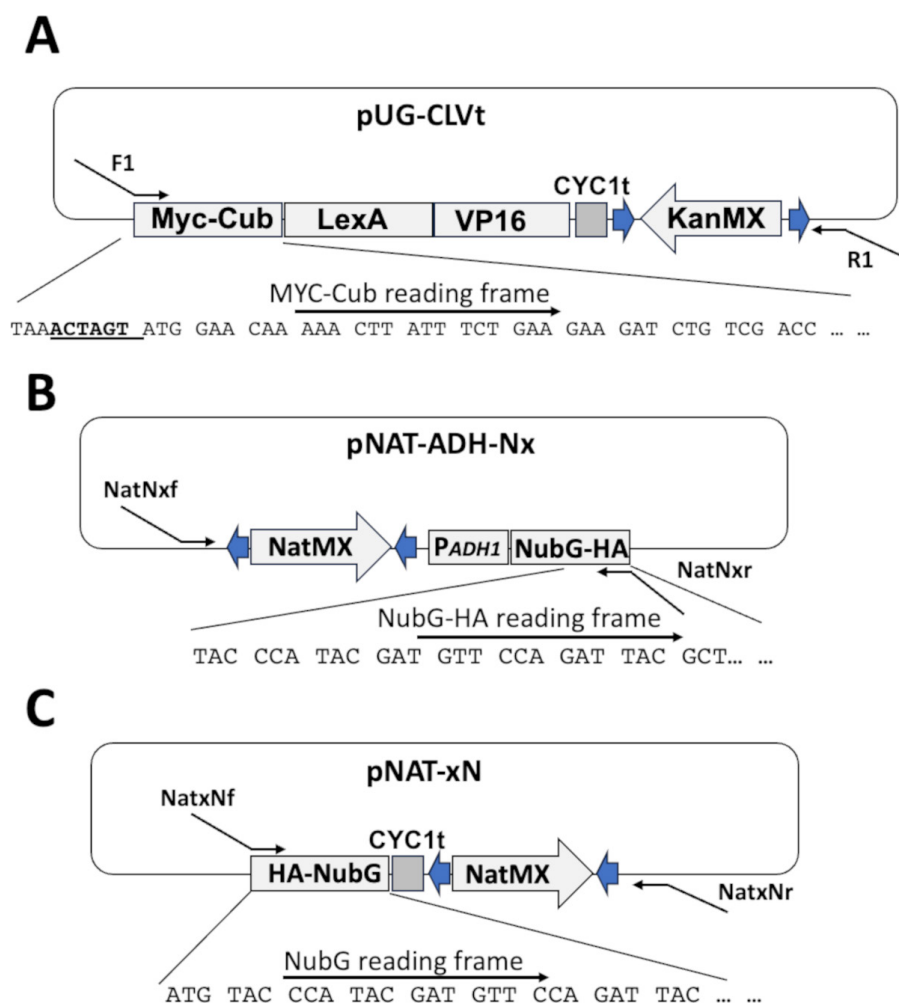 A
pUG-CLVt
F1
CYC1t
Myc-Cub LexA VP16 KanMX
R1
MYC-Cub reading frame
TAAACTAGT ATG GAA CAA AAA CTT ATT TCT GAA GAA GAT CTG TCG ACC … …
B
pNAT-ADH-Nx
NatNxf
NatMX PADH1 NubG-HA
NatNxr
NubG-HA reading frame
TAC CCA TAC GAT GTT CCA GAT TAC GCT… …
C
pNAT-xN
NatxNf
CYC1t
HA-NubG NatMX
NatxNr
NubG reading frame
ATG TAC CCA TAC GAT GTT CCA GAT TAC … …